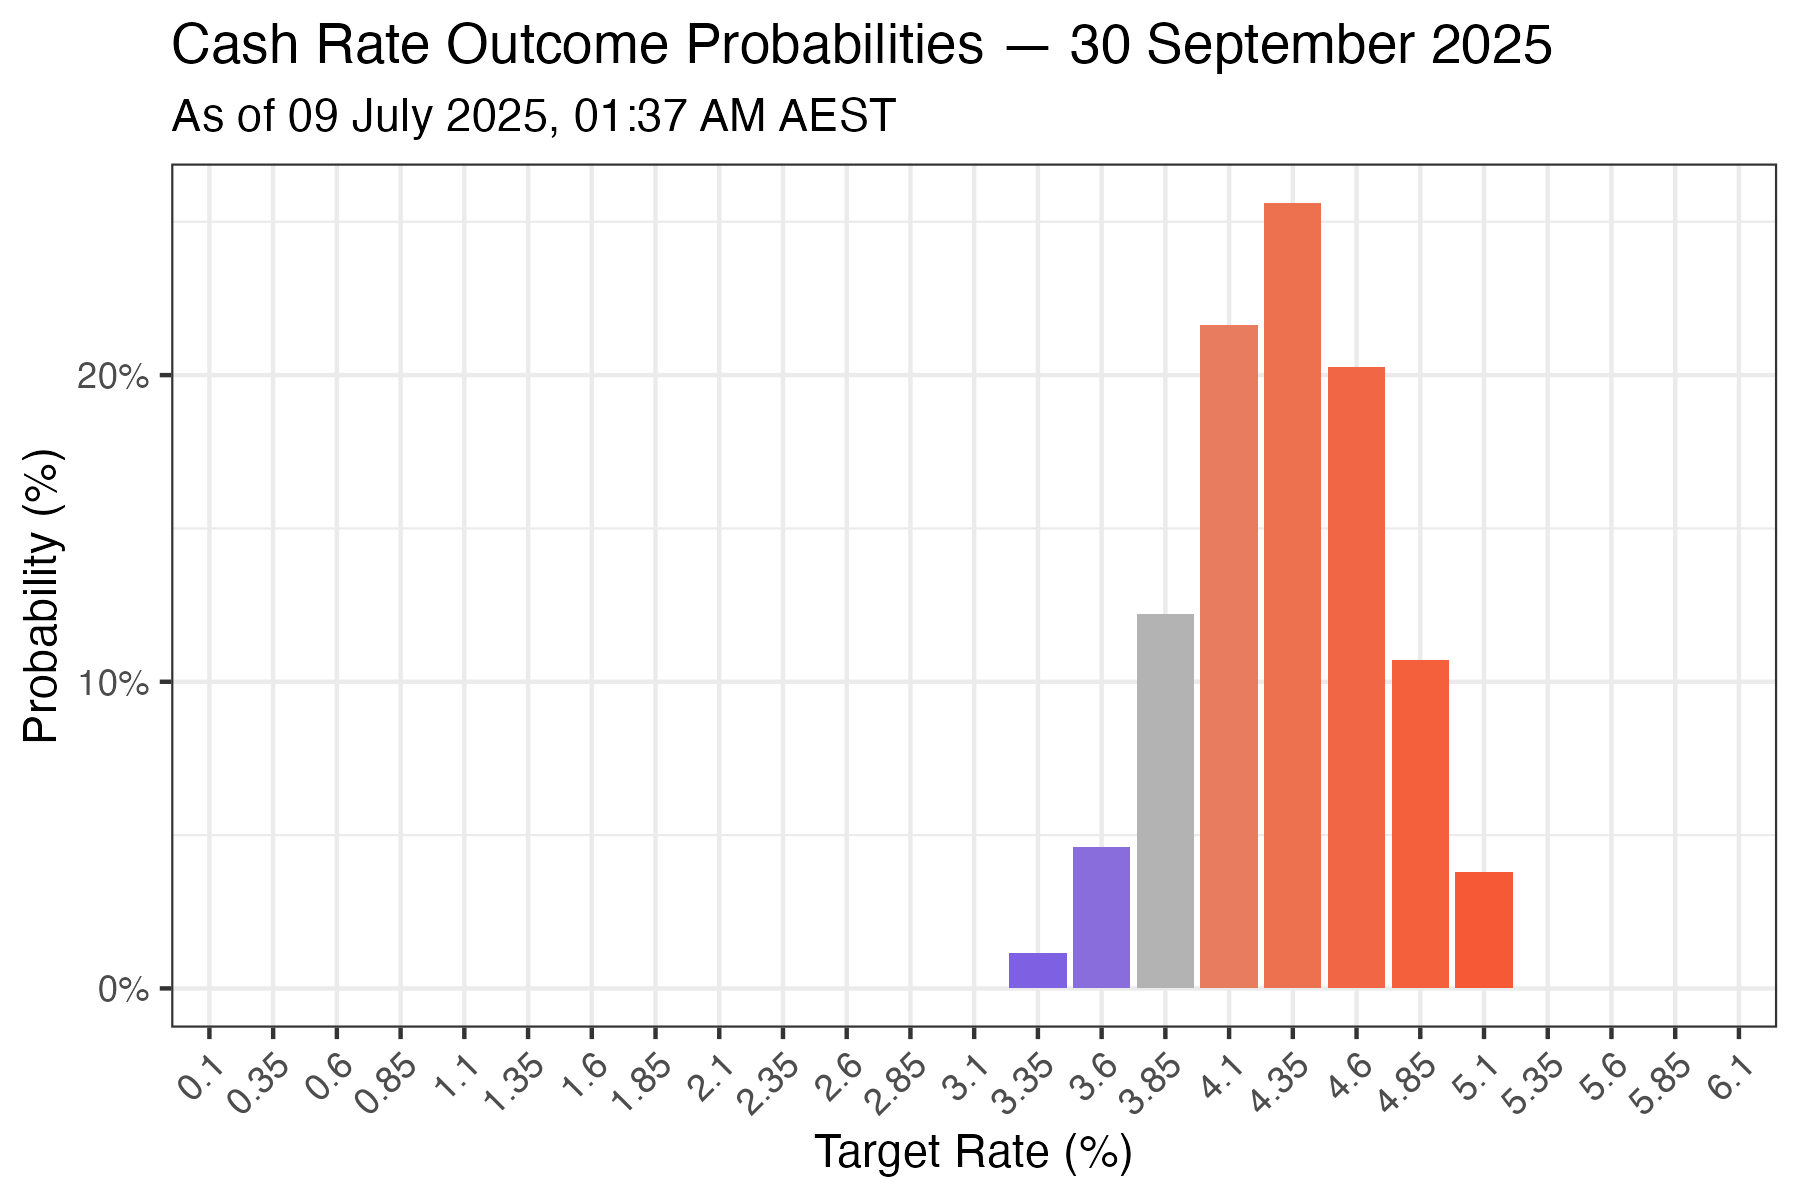 Cash Rate Outcome Probabilities — 30 September 2025
As of 09 July 2025, 01:37 AM AEST
Probability (%)
20%
10%
0%
0.1 0.35 0.6 0.85 1.1 1.35 1.6 1.85 2.1 2.35 2.6 2.85 3.1 3.35 3.6 3.85 4.1 4.35 4.6 4.85 5.1 5.35 5.6 5.85 6.1
Target Rate (%)